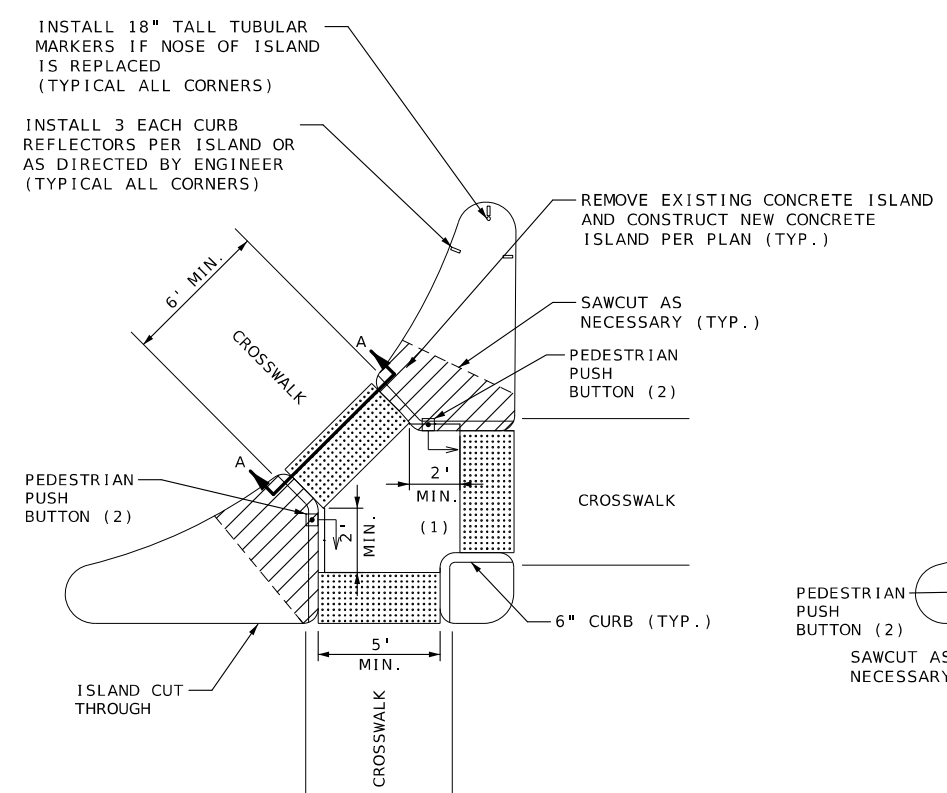 INSTALL 18" TALL TUBULAR
MARKERS IF NOSE OF ISLAND
IS REPLACED
(TYPICAL ALL CORNERS)
INSTALL 3 EACH CURB
REFLECTORS PER ISLAND OR
AS DIRECTED BY ENGINEER
(TYPICAL ALL CORNERS)
REMOVE EXISTING CONCRETE ISLAND
AND CONSTRUCT NEW CONCRETE
ISLAND PER PLAN (TYP.)
6' MIN.
CROSSWALK
SAWCUT AS
NECESSARY (TYP.)
A
PEDESTRIAN
PUSH
BUTTON (2)
A
PEDESTRIAN
PUSH
BUTTON (2)
2'
MIN.
(1)
2'
MIN.
CROSSWALK
6" CURB (TYP.)
5'
MIN.
ISLAND CUT
THROUGH
CROSSWALK
PEDESTRIAN
PUSH
BUTTON (2)
SAWCUT AS
NECESSARY